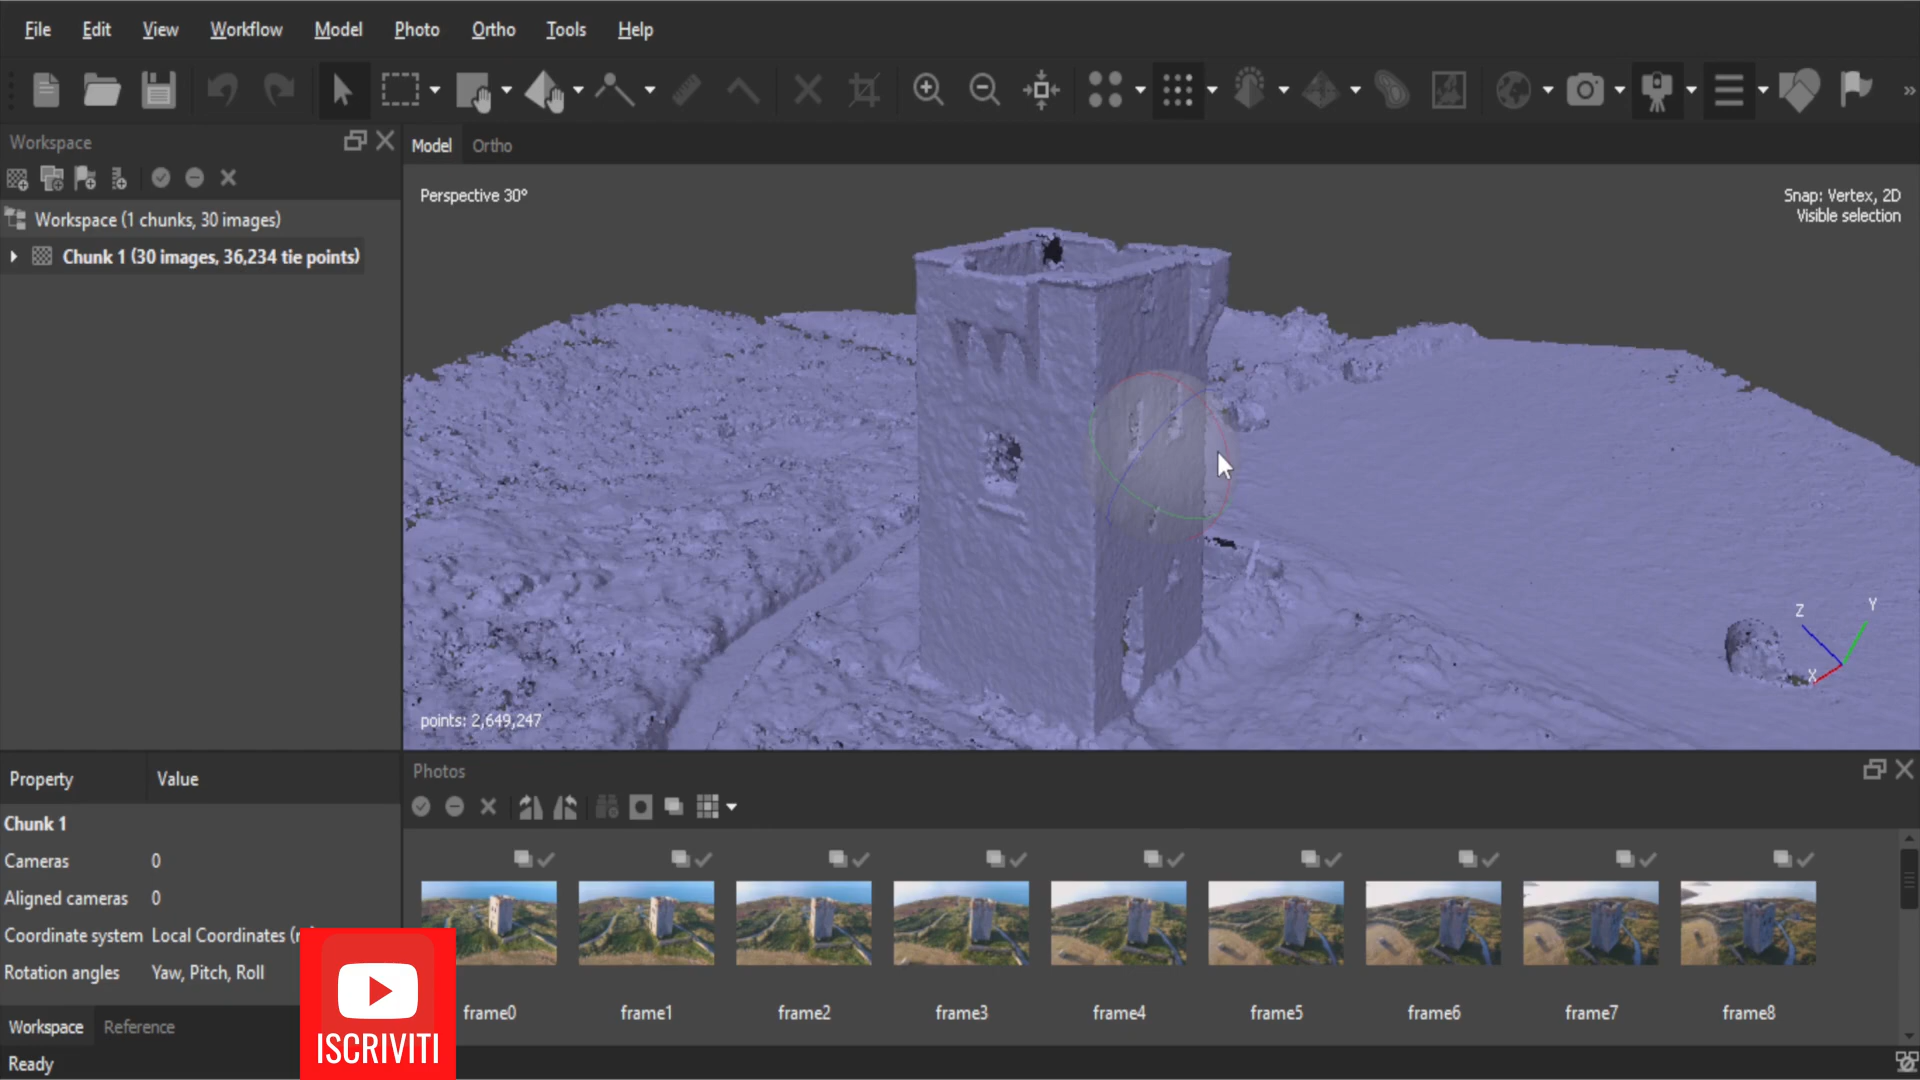 File Edit View Workflow Model Photo Ortho Tools Help
Workspace
Model Ortho
Perspective 30°
Snap: Vertex, 2D
Visible selection
Workspace (1 chunks, 30 images)
Chunk 1 (30 images, 36,234 tie points)
Z Y
X
points: 2,649,247
Property Value
Chunk 1
Cameras 0
Aligned cameras 0
Coordinate system Local Coordinates
Rotation angles Yaw, Pitch, Roll
Workspace Reference
Ready
Photos
frame0 frame1 frame2 frame3 frame4 frame5 frame6 frame7 frame8
ISCRIVITI